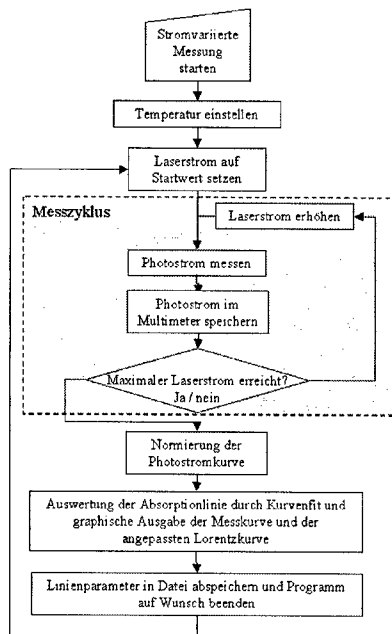 Stromvariierte
Messung
starten
Temperatur einstellen
Laserstrom auf
Startwert setzen
Messzyklus
Laserstrom erhöhen
Photostrom messen
Photostrom im
Multimeter speichern
Maximaler Laserstrom erreicht?
Ja / nein
Normierung der
Photostromkurve
Auswertung der Absorptionlinie durch Kurvenfit und
graphische Ausgabe der Messkurve und der
angepassten Lorentzkurve
Linienparameter in Datei abspeichern und Programm
auf Wunsch beenden